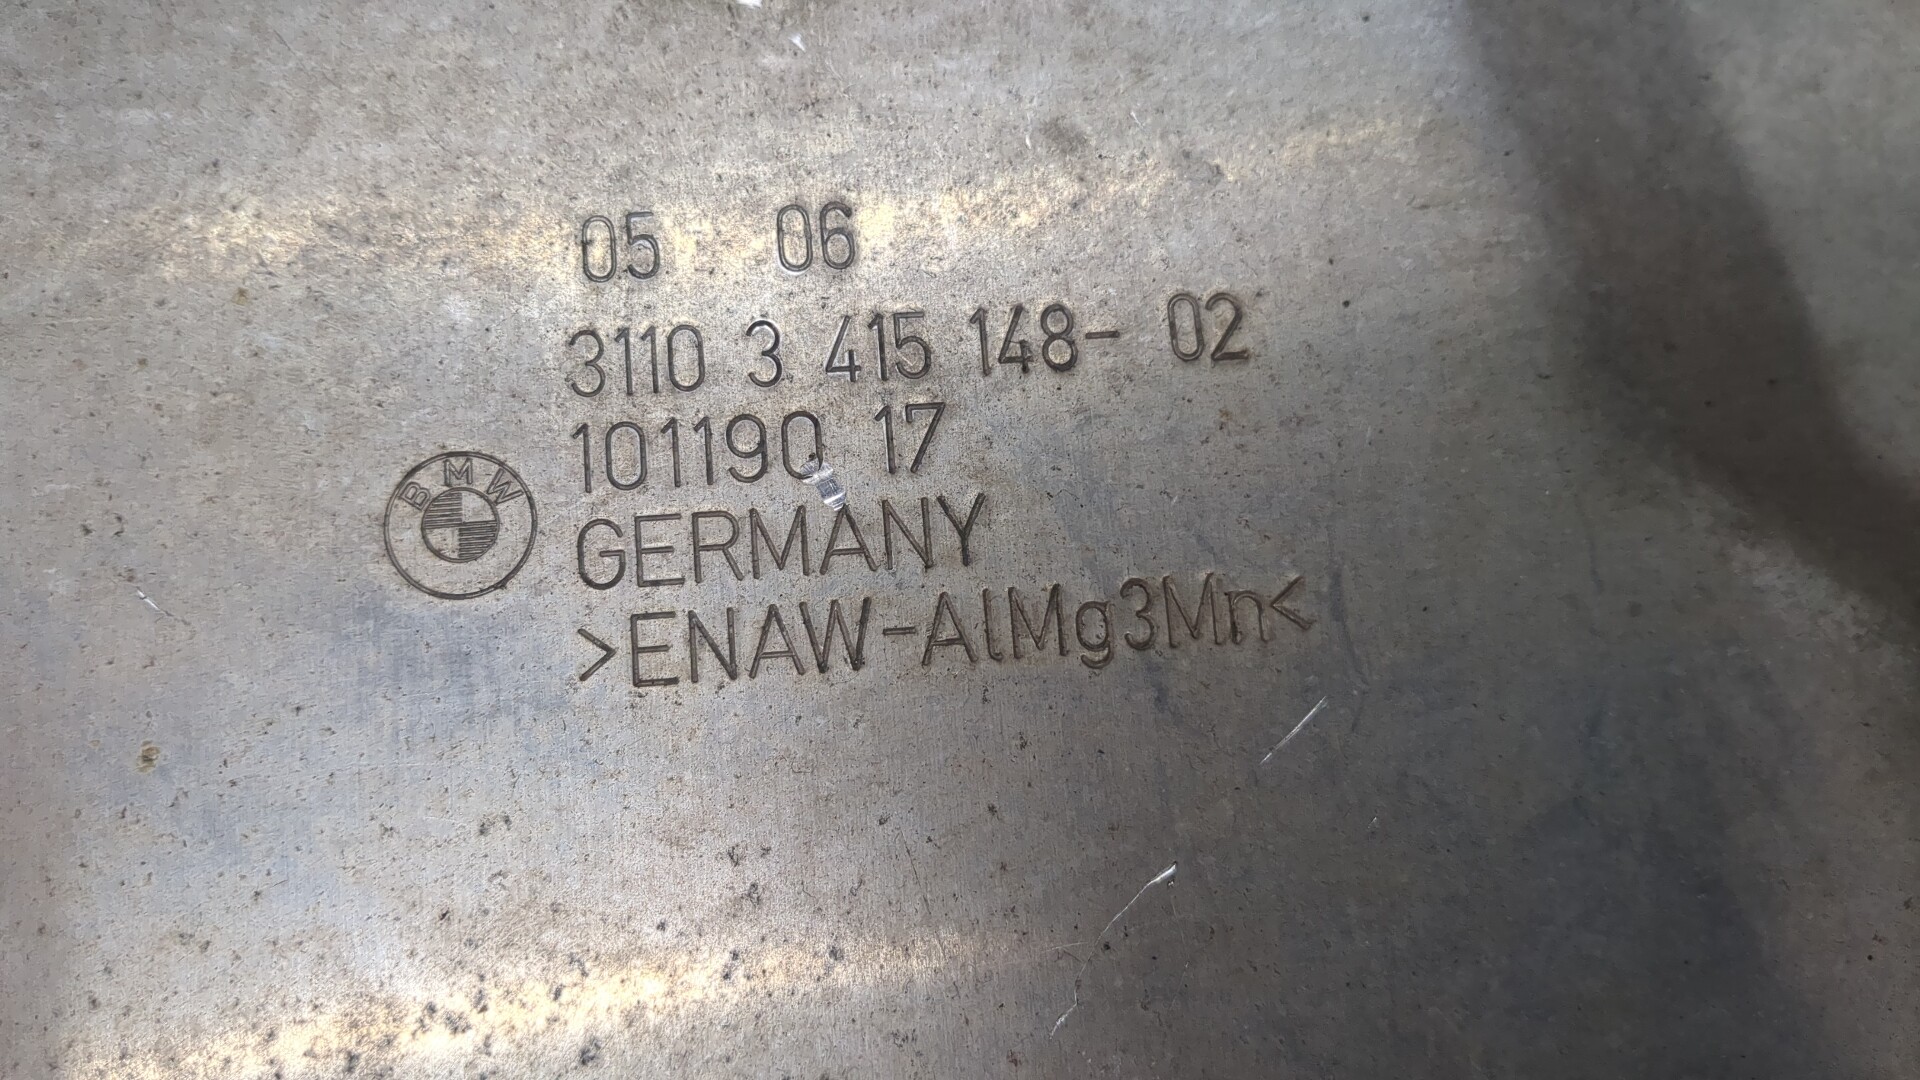 05 06
3110 3 415 148- 02
101190 17
BMW
GERMANY
>ENAW-AlMg3Mn<